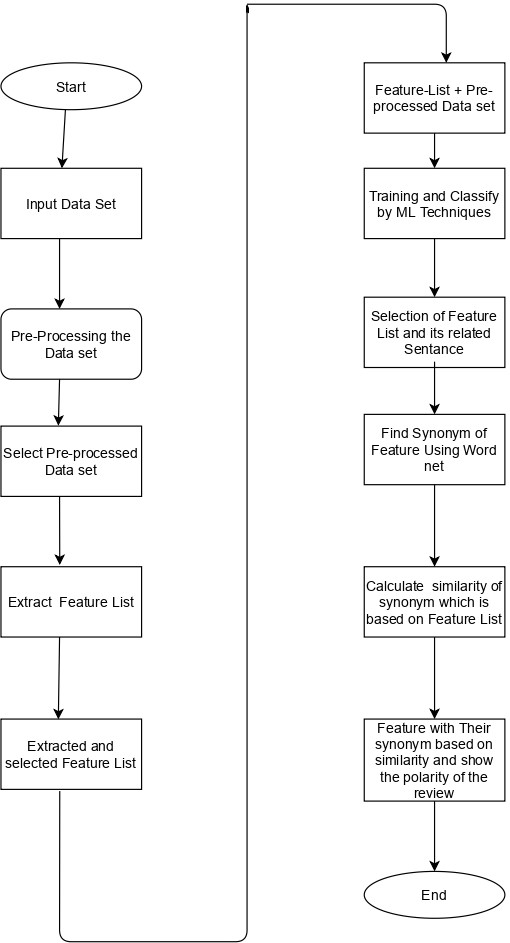 Start
Input Data Set
Pre-Processing the
Data set
Select Pre-processed
Data set
Extract Feature List
Extracted and
selected Feature List
Feature-List + Pre-
processed Data set
Training and Classify
by ML Techniques
Selection of Feature
List and its related
Sentance
Find Synonym of
Feature Using Word
net
Calculate similarity of
synonym which is
based on Feature List
Feature with Their
synonym based on
similarity and show
the polarity of the
review
End